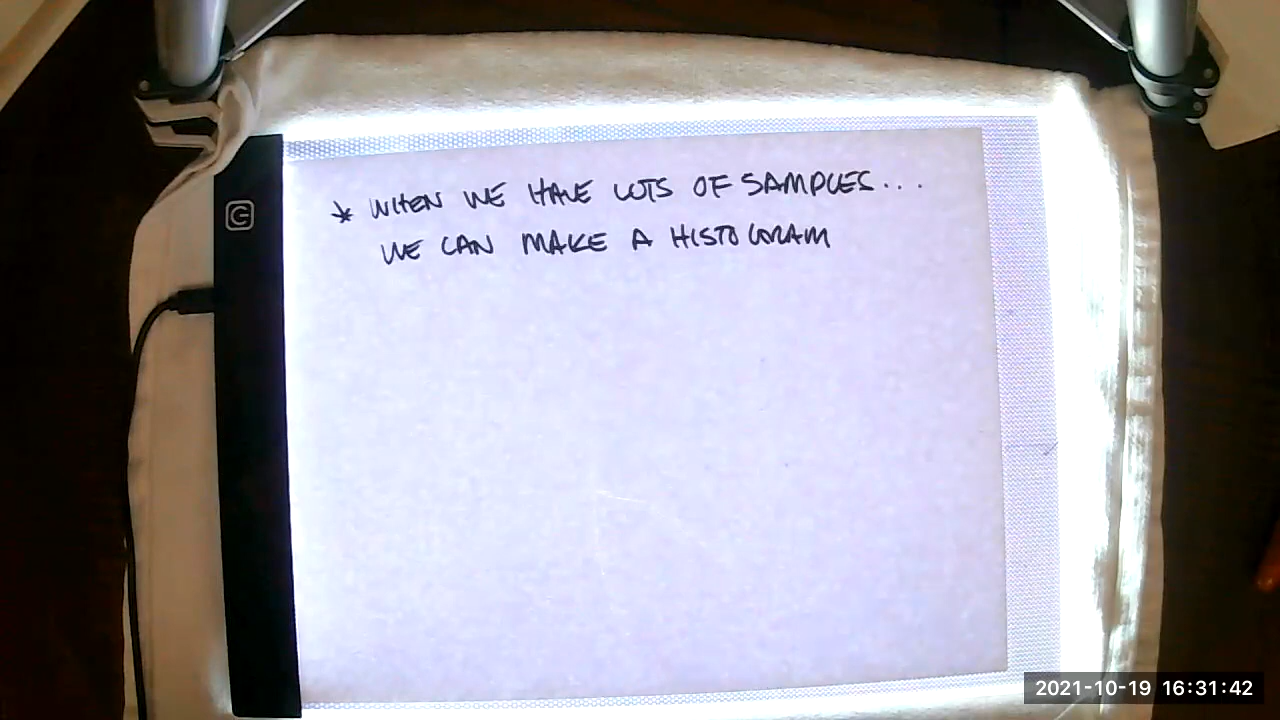 * WHEN WE HAVE LOTS OF SAMPLES...
WE CAN MAKE A HISTOGRAM
2021-10-19 16:31:42